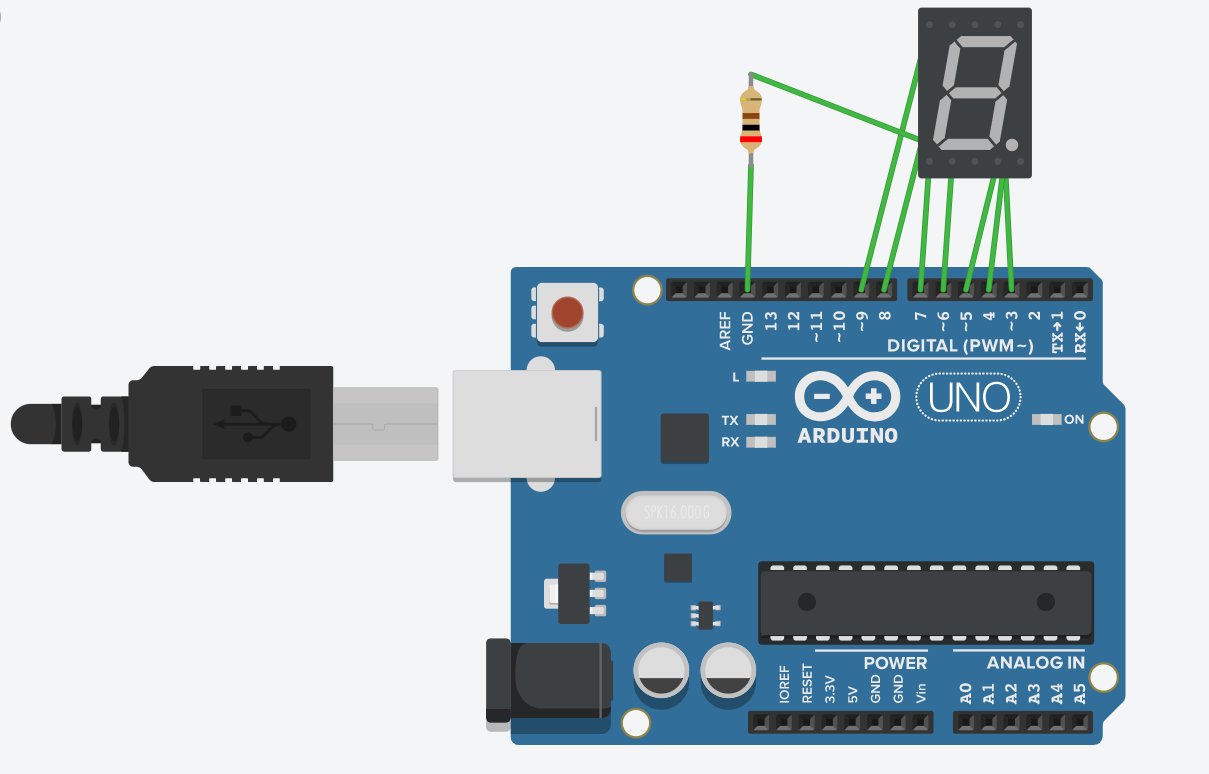 AREF
GND
13
12
~11
~10
~9
8
7
~6
~5
4
~3
2
TX→1
RX←0
DIGITAL (PWM~)
L
TX
RX
UNO
ARDUINO
ON
SPK16.000G
POWER
ANALOG IN
IOREF
RESET
3.3V
5V
GND
GND
Vin
A0
A1
A2
A3
A4
A5